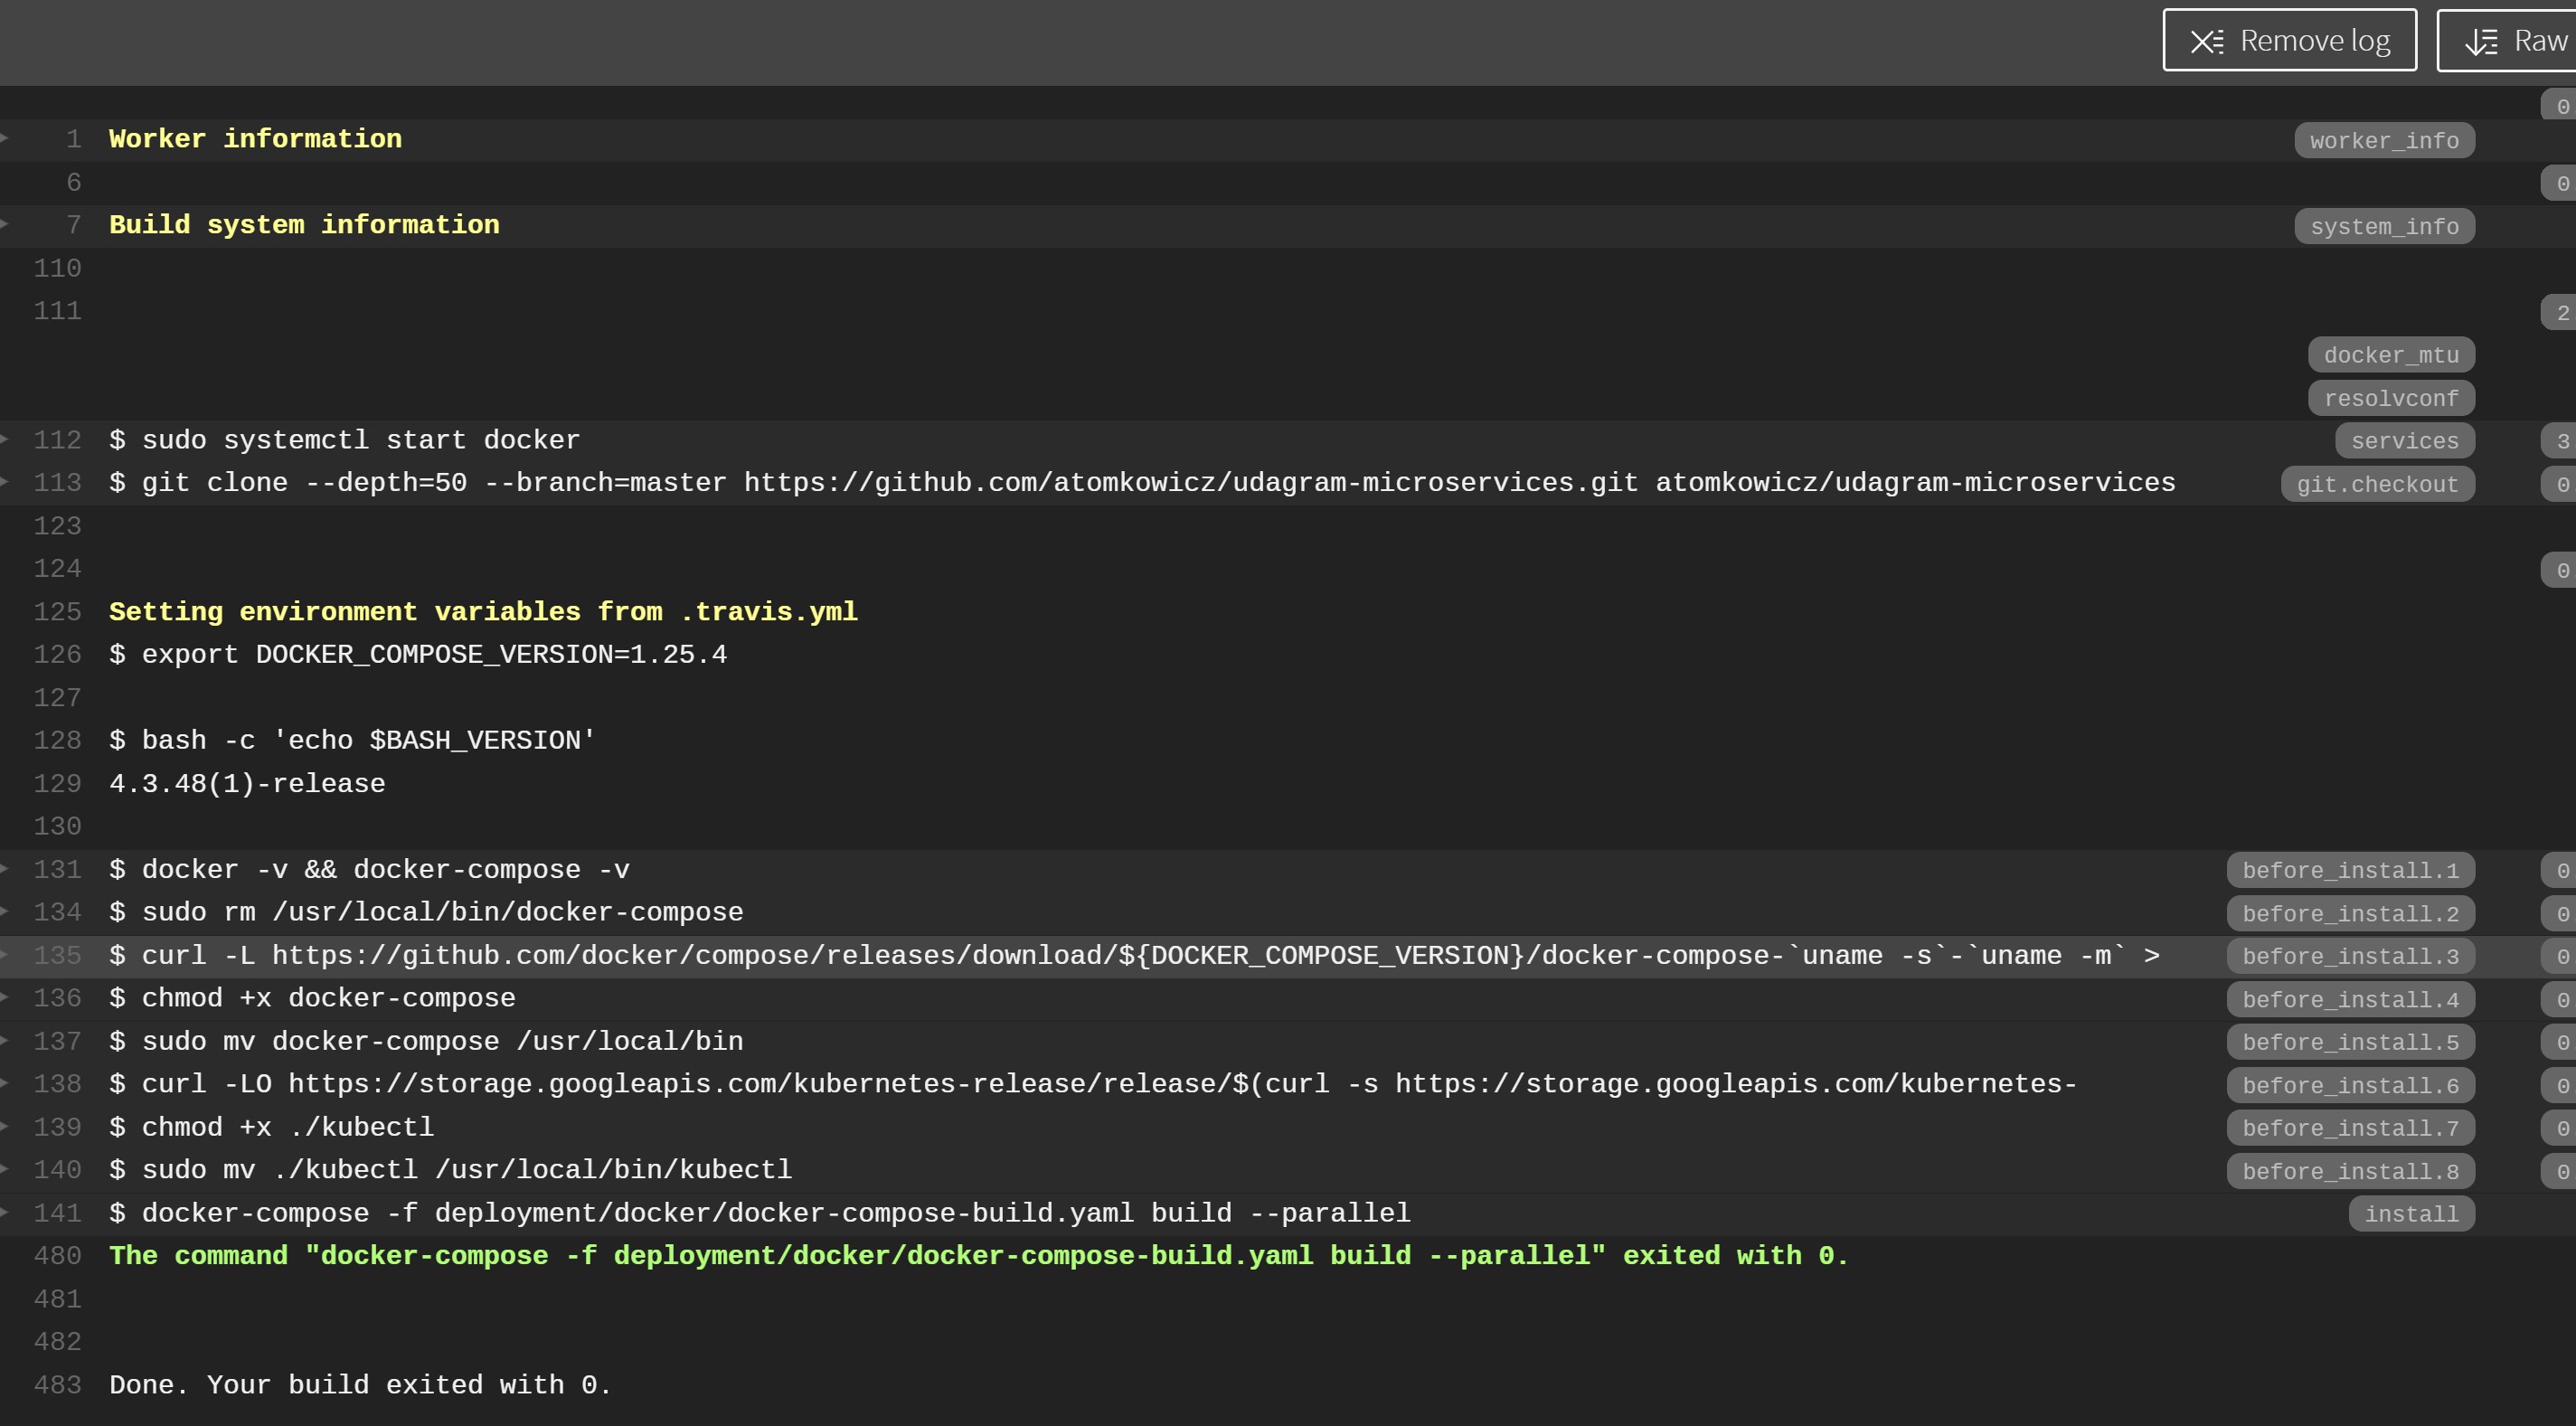 Remove log Raw
0
1 Worker information worker_info
6 0
7 Build system information system_info
110
111 2
docker_mtu
resolvconf
112 $ sudo systemctl start docker services 3
113 $ git clone --depth=50 --branch=master https://github.com/atomkowicz/udagram-microservices.git atomkowicz/udagram-microservices git.checkout 0
123
124 0
125 Setting environment variables from .travis.yml
126 $ export DOCKER_COMPOSE_VERSION=1.25.4
127
128 $ bash -c 'echo $BASH_VERSION'
129 4.3.48(1)-release
130
131 $ docker -v && docker-compose -v before_install.1 0
134 $ sudo rm /usr/local/bin/docker-compose before_install.2 0
135 $ curl -L https://github.com/docker/compose/releases/download/${DOCKER_COMPOSE_VERSION}/docker-compose-`uname -s`-`uname -m` > before_install.3 0
136 $ chmod +x docker-compose before_install.4 0
137 $ sudo mv docker-compose /usr/local/bin before_install.5 0
138 $ curl -LO https://storage.googleapis.com/kubernetes-release/release/$(curl -s https://storage.googleapis.com/kubernetes- before_install.6 0
139 $ chmod +x ./kubectl before_install.7 0
140 $ sudo mv ./kubectl /usr/local/bin/kubectl before_install.8 0
141 $ docker-compose -f deployment/docker/docker-compose-build.yaml build --parallel install
480 The command "docker-compose -f deployment/docker/docker-compose-build.yaml build --parallel" exited with 0.
481
482
483 Done. Your build exited with 0.